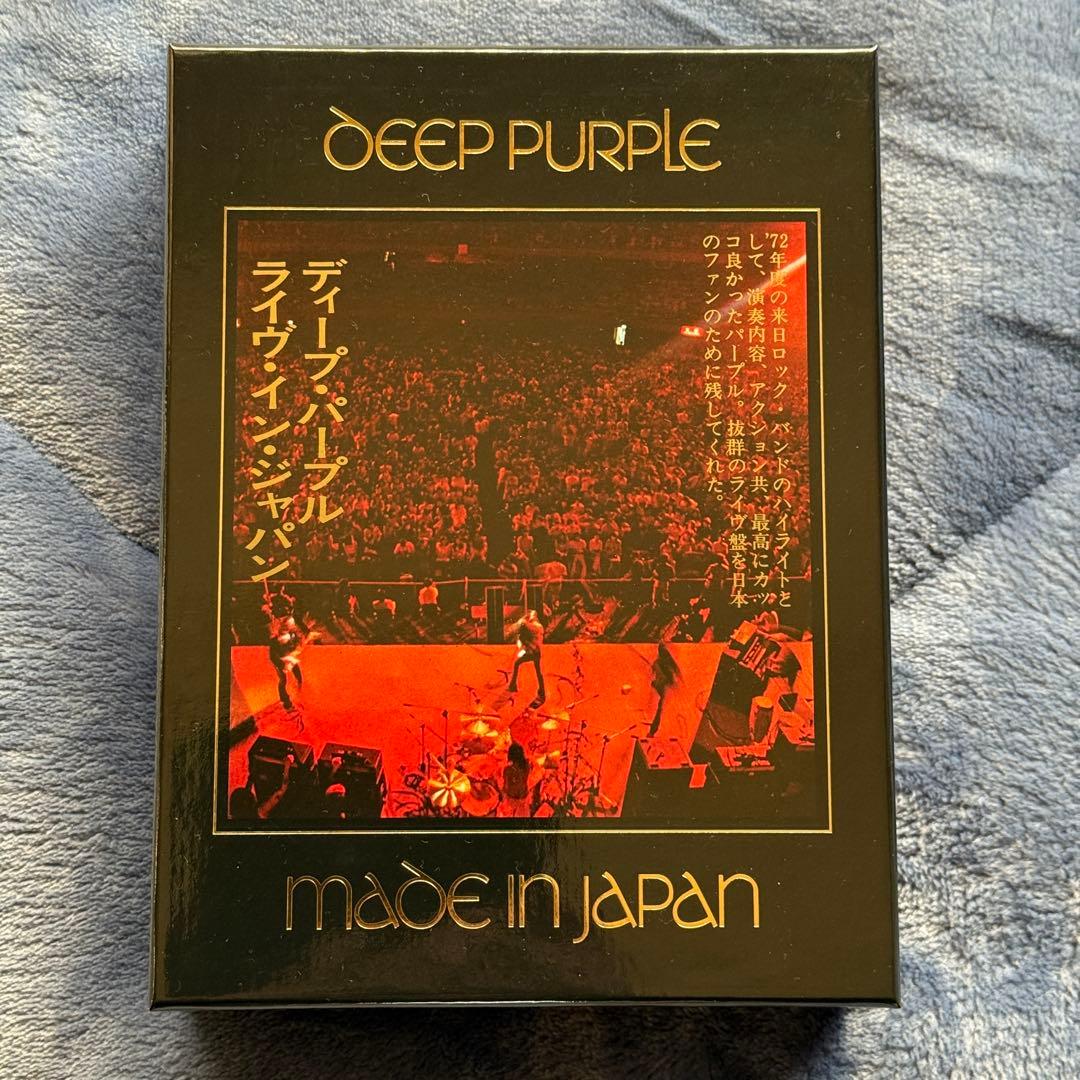 DEEP PURPLE
'72年度の来日ロック・バンドのハイライトと
して、演奏内容、アクション共、最高にカッ
コ良かったパープル。抜群のライヴ盤を日本
のファンのために残してくれた。
ディープ・パープル
ライヴ・イン・ジャパン
MADE IN JAPAN